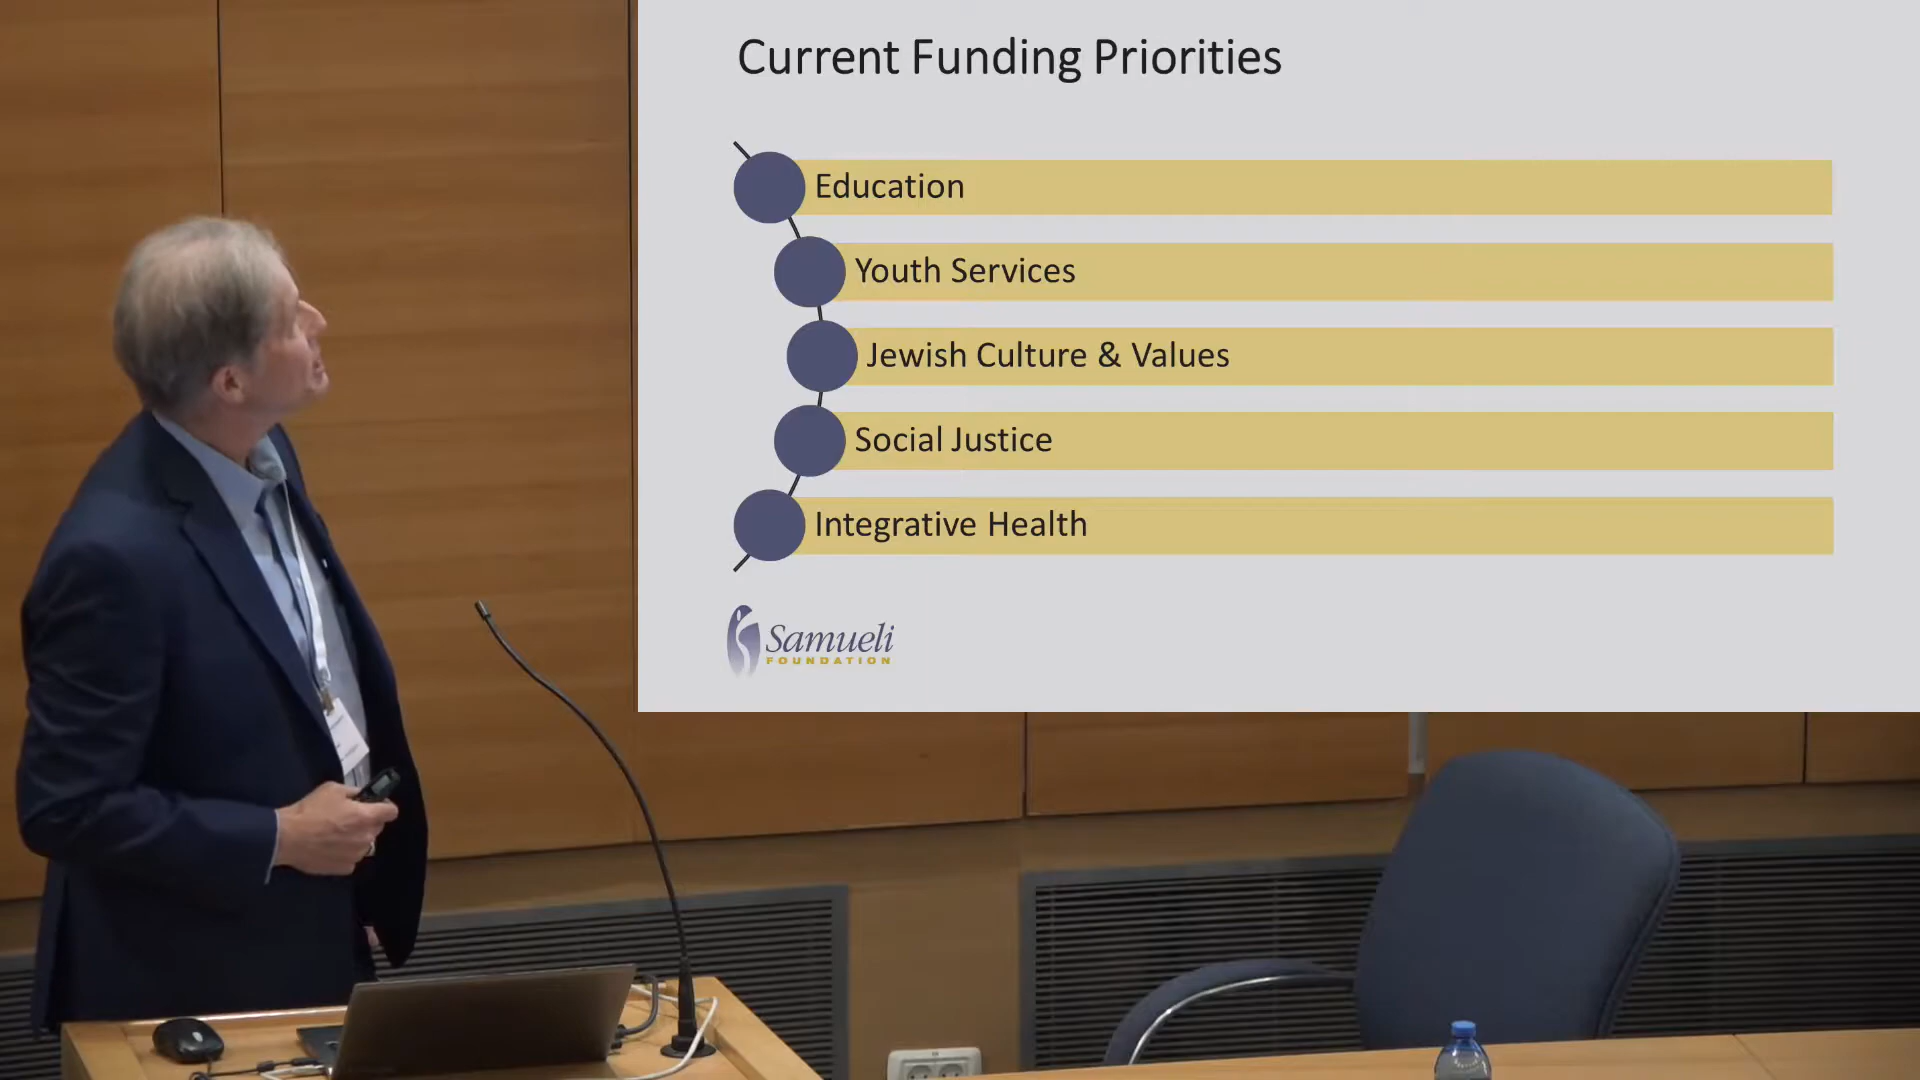 Current Funding Priorities
Education
Youth Services
Jewish Culture & Values
Social Justice
Integrative Health
Samueli
FOUNDATION